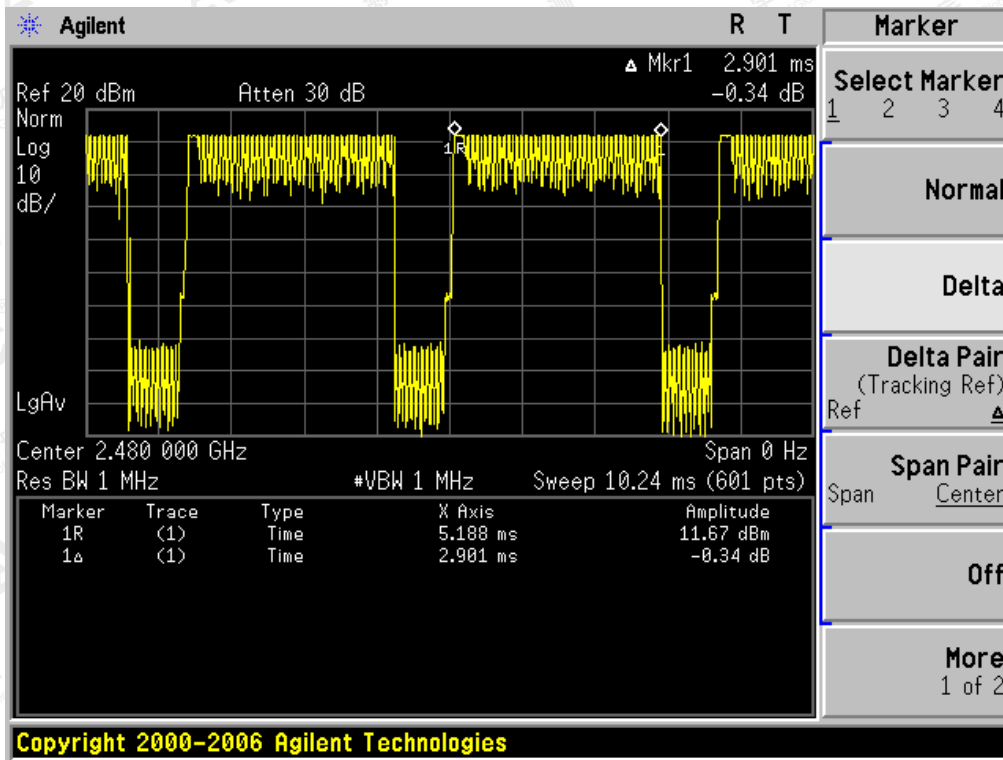 Agilent R T
Marker
Δ Mkr1 2.901 ms
Ref 20 dBm Atten 30 dB -0.34 dB
Norm
Log
10
dB/
1R
1
LgAv
Center 2.480 000 GHz Span 0 Hz
Res BW 1 MHz #VBW 1 MHz Sweep 10.24 ms (601 pts)
Marker Trace Type X Axis Amplitude
1R (1) Time 5.188 ms 11.67 dBm
1Δ (1) Time 2.901 ms -0.34 dB
Select Marker
1 2 3 4
Normal
Delta
Delta Pair
(Tracking Ref)
Ref Δ
Span Pair
Span Center
Off
More
1 of 2
Copyright 2000-2006 Agilent Technologies